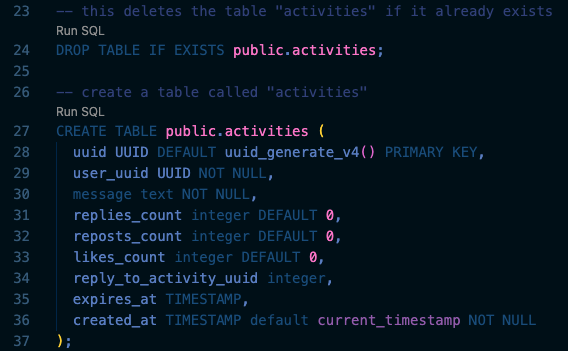 23 -- this deletes the table "activities" if it already exists
Run SQL
24 DROP TABLE IF EXISTS public.activities;
25
26 -- create a table called "activities"
Run SQL
27 CREATE TABLE public.activities (
28 uuid UUID DEFAULT uuid_generate_v4() PRIMARY KEY,
29 user_uuid UUID NOT NULL,
30 message text NOT NULL,
31 replies_count integer DEFAULT 0,
32 reposts_count integer DEFAULT 0,
33 likes_count integer DEFAULT 0,
34 reply_to_activity_uuid integer,
35 expires_at TIMESTAMP,
36 created_at TIMESTAMP default current_timestamp NOT NULL
37 );